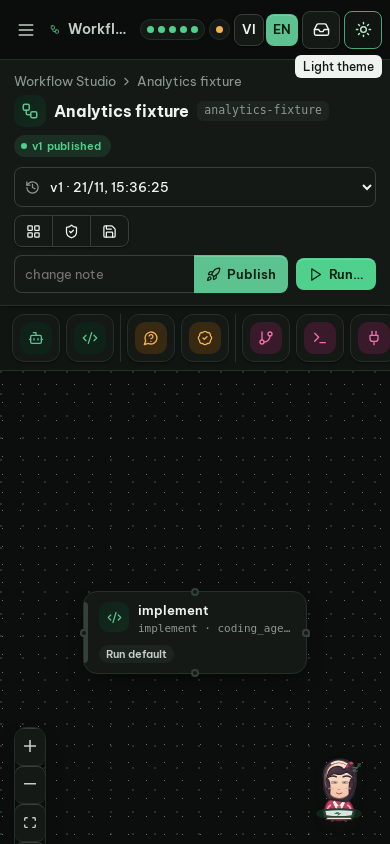 Workfl...
VI
EN
Light theme
Workflow Studio > Analytics fixture
Analytics fixture
analytics-fixture
v1 published
v1 · 21/11, 15:36:25
change note
Publish
Run...
implement
implement · coding_age…
Run default